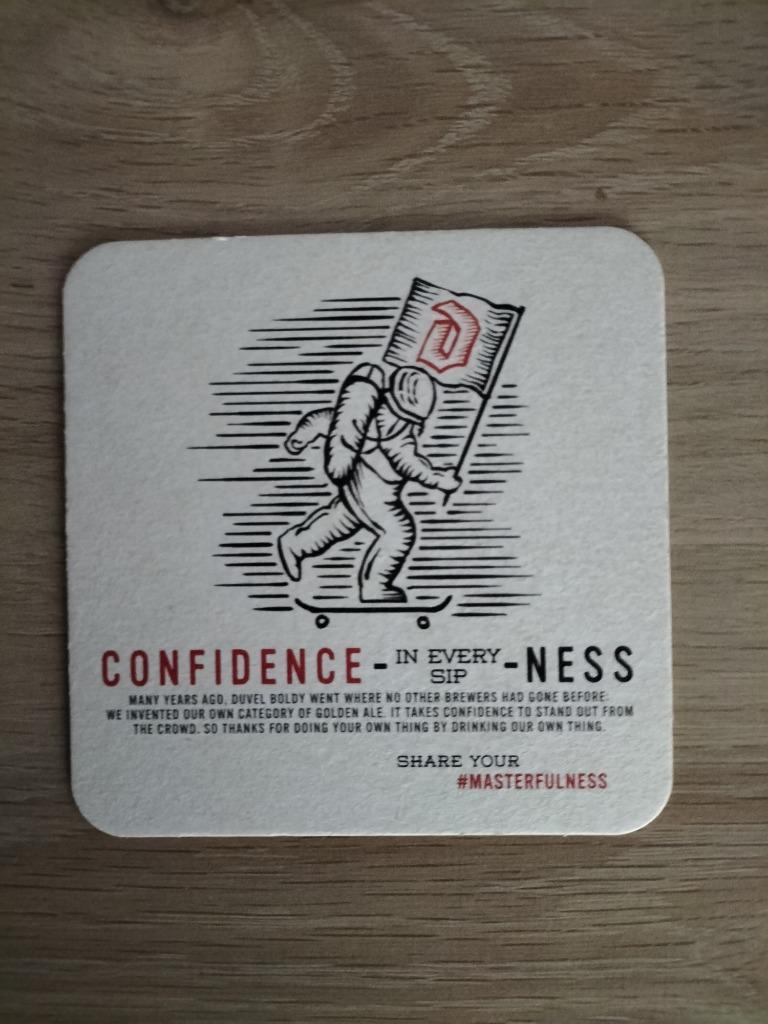 D
CONFIDENCE-IN EVERY SIP-NESS
MANY YEARS AGO, DUVEL BOLDY WENT WHERE NO OTHER BREWERS HAD GONE BEFORE:
WE INVENTED OUR OWN CATEGORY OF GOLDEN ALE. IT TAKES CONFIDENCE TO STAND OUT FROM
THE CROWD. SO THANKS FOR DOING YOUR OWN THING BY DRINKING OUR OWN THING.
SHARE YOUR
#MASTERFULNESS